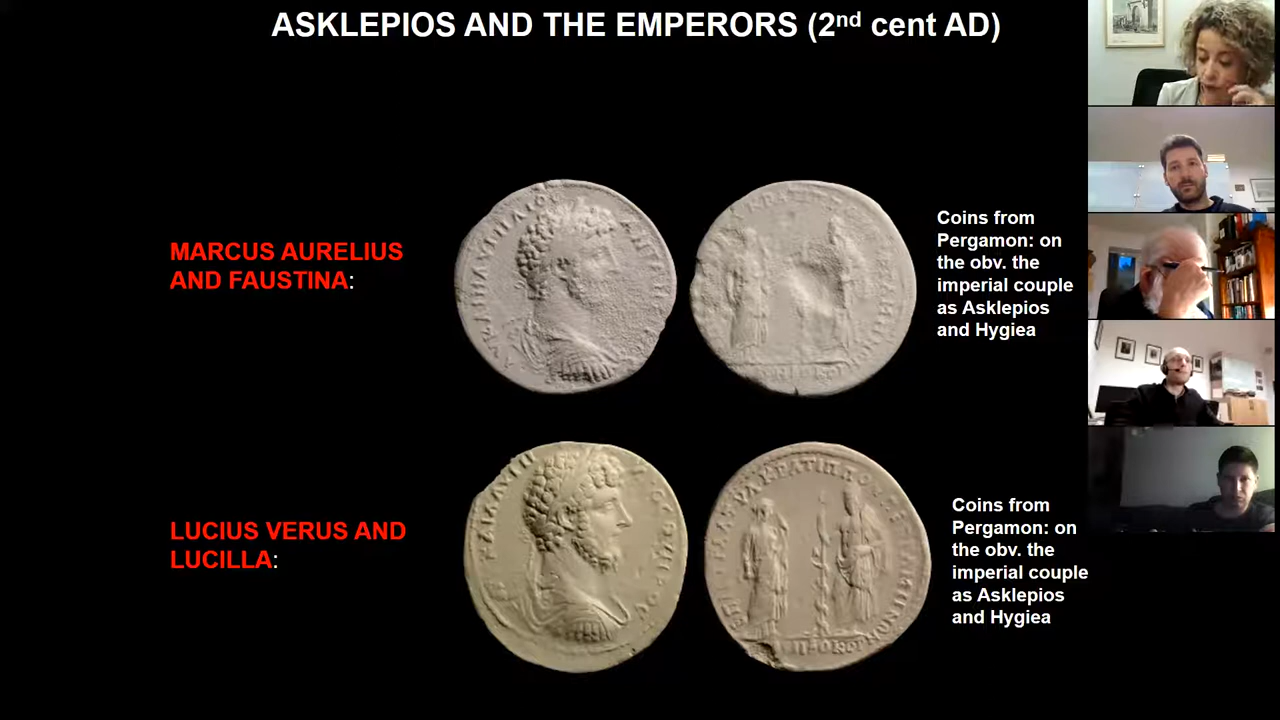 ASKLEPIOS AND THE EMPERORS (2nd cent AD)
MARCUS AURELIUS
AND FAUSTINA:
Coins from
Pergamon: on
the obv. the
imperial couple
as Asklepios
and Hygiea
LUCIUS VERUS AND
LUCILLA:
Coins from
Pergamon: on
the obv. the
imperial couple
as Asklepios
and Hygiea